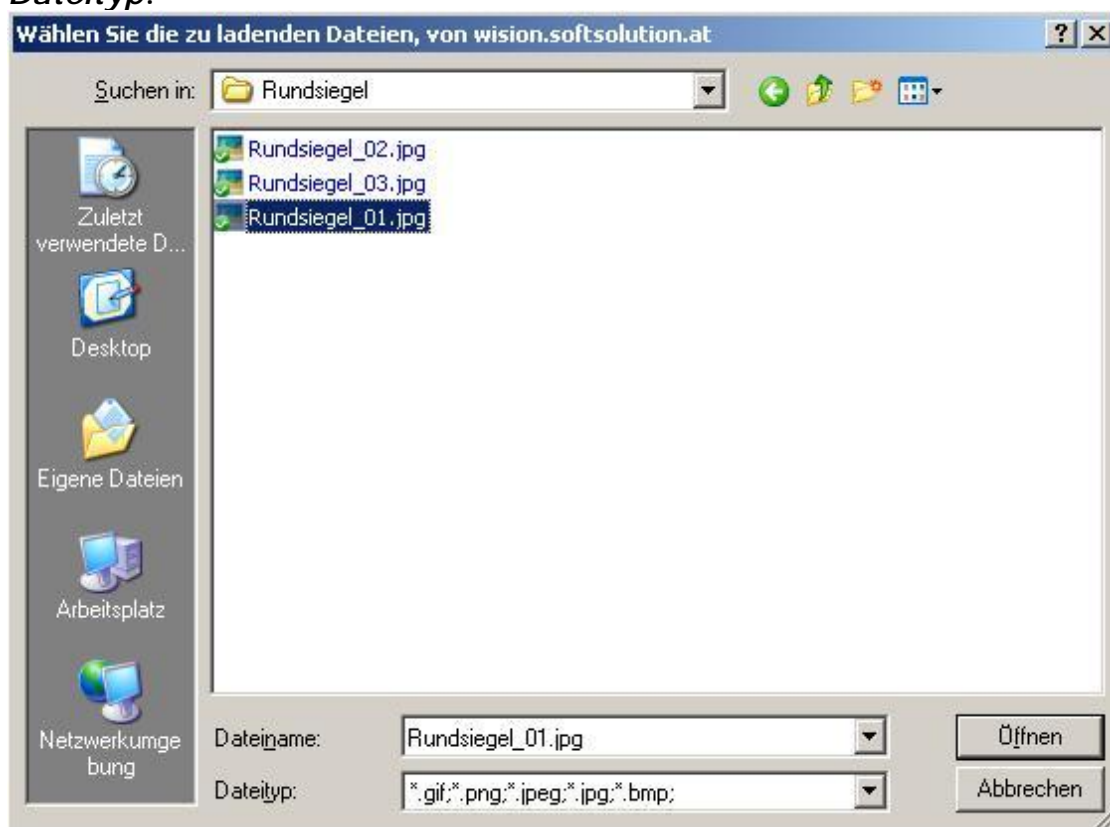 Dateityp:
Wählen Sie die zu ladenden Dateien, von wision.softsolution.at
Suchen in:
Rundsiegel
Rundsiegel_02.jpg
Rundsiegel_03.jpg
Rundsiegel_01.jpg
Zuletzt
verwendete D...
Desktop
Eigene Dateien
Arbeitsplatz
Netzwerkumge
bung
Dateiname:
Rundsiegel_01.jpg
Öffnen
Dateityp:
*.gif;*.png;*.jpeg;*.jpg;*.bmp;
Abbrechen